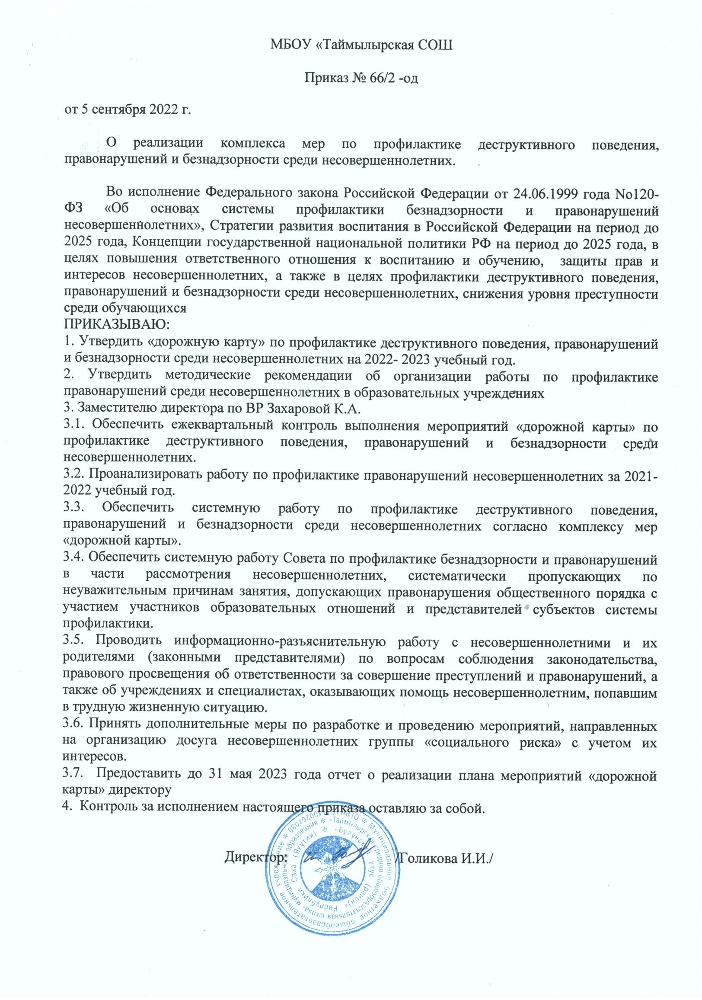 МБОУ «Таймылырская СОШ
Приказ № 66/2 -од
от 5 сентября 2022 г.
О реализации комплекса мер по профилактике деструктивного поведения,
правонарушений и безнадзорности среди несовершеннолетних.
Во исполнение Федерального закона Российской Федерации от 24.06.1999 года No120-
ФЗ «Об основах системы профилактики безнадзорности и правонарушений
несовершеннолетних», Стратегии развития воспитания в Российской Федерации на период до
2025 года, Концепции государственной национальной политики РФ на период до 2025 года, в
целях повышения ответственного отношения к воспитанию и обучению, защиты прав и
интересов несовершеннолетних, а также в целях профилактики деструктивного поведения,
правонарушений и безнадзорности среди несовершеннолетних, снижения уровня преступности
среди обучающихся
ПРИКАЗЫВАЮ:
1. Утвердить «дорожную карту» по профилактике деструктивного поведения, правонарушений
и безнадзорности среди несовершеннолетних на 2022- 2023 учебный год.
2. Утвердить методические рекомендации об организации работы по профилактике
правонарушений среди несовершеннолетних в образовательных учреждениях
3. Заместителю директора по ВР Захаровой К.А.
3.1. Обеспечить ежеквартальный контроль выполнения мероприятий «дорожной карты» по
профилактике деструктивного поведения, правонарушений и безнадзорности среди
несовершеннолетних.
3.2. Проанализировать работу по профилактике правонарушений несовершеннолетних за 2021-
2022 учебный год.
3.3. Обеспечить системную работу по профилактике деструктивного поведения,
правонарушений и безнадзорности среди несовершеннолетних согласно комплексу мер
«дорожной карты».
3.4. Обеспечить системную работу Совета по профилактике безнадзорности и правонарушений
в части рассмотрения несовершеннолетних, систематически пропускающих по
неуважительным причинам занятия, допускающих правонарушения общественного порядка с
участием участников образовательных отношений и представителей субъектов системы
профилактики.
3.5. Проводить информационно-разъяснительную работу с несовершеннолетними и их
родителями (законными представителями) по вопросам соблюдения законодательства,
правового просвещения об ответственности за совершение преступлений и правонарушений, а
также об учреждениях и специалистах, оказывающих помощь несовершеннолетним, попавшим
в трудную жизненную ситуацию.
3.6. Принять дополнительные меры по разработке и проведению мероприятий, направленных
на организацию досуга несовершеннолетних группы «социального риска» с учетом их
интересов.
3.7. Предоставить до 31 мая 2023 года отчет о реализации плана мероприятий «дорожной
карты» директору
4. Контроль за исполнением настоящего приказа оставляю за собой.
Директор: /Голикова И.И./
Муниципальное бюджетное общеобразовательное учреждение
«Таймылырская средняя общеобразовательная школа» муниципального образования
«Булунский улус (район)» Республики Саха (Якутия)